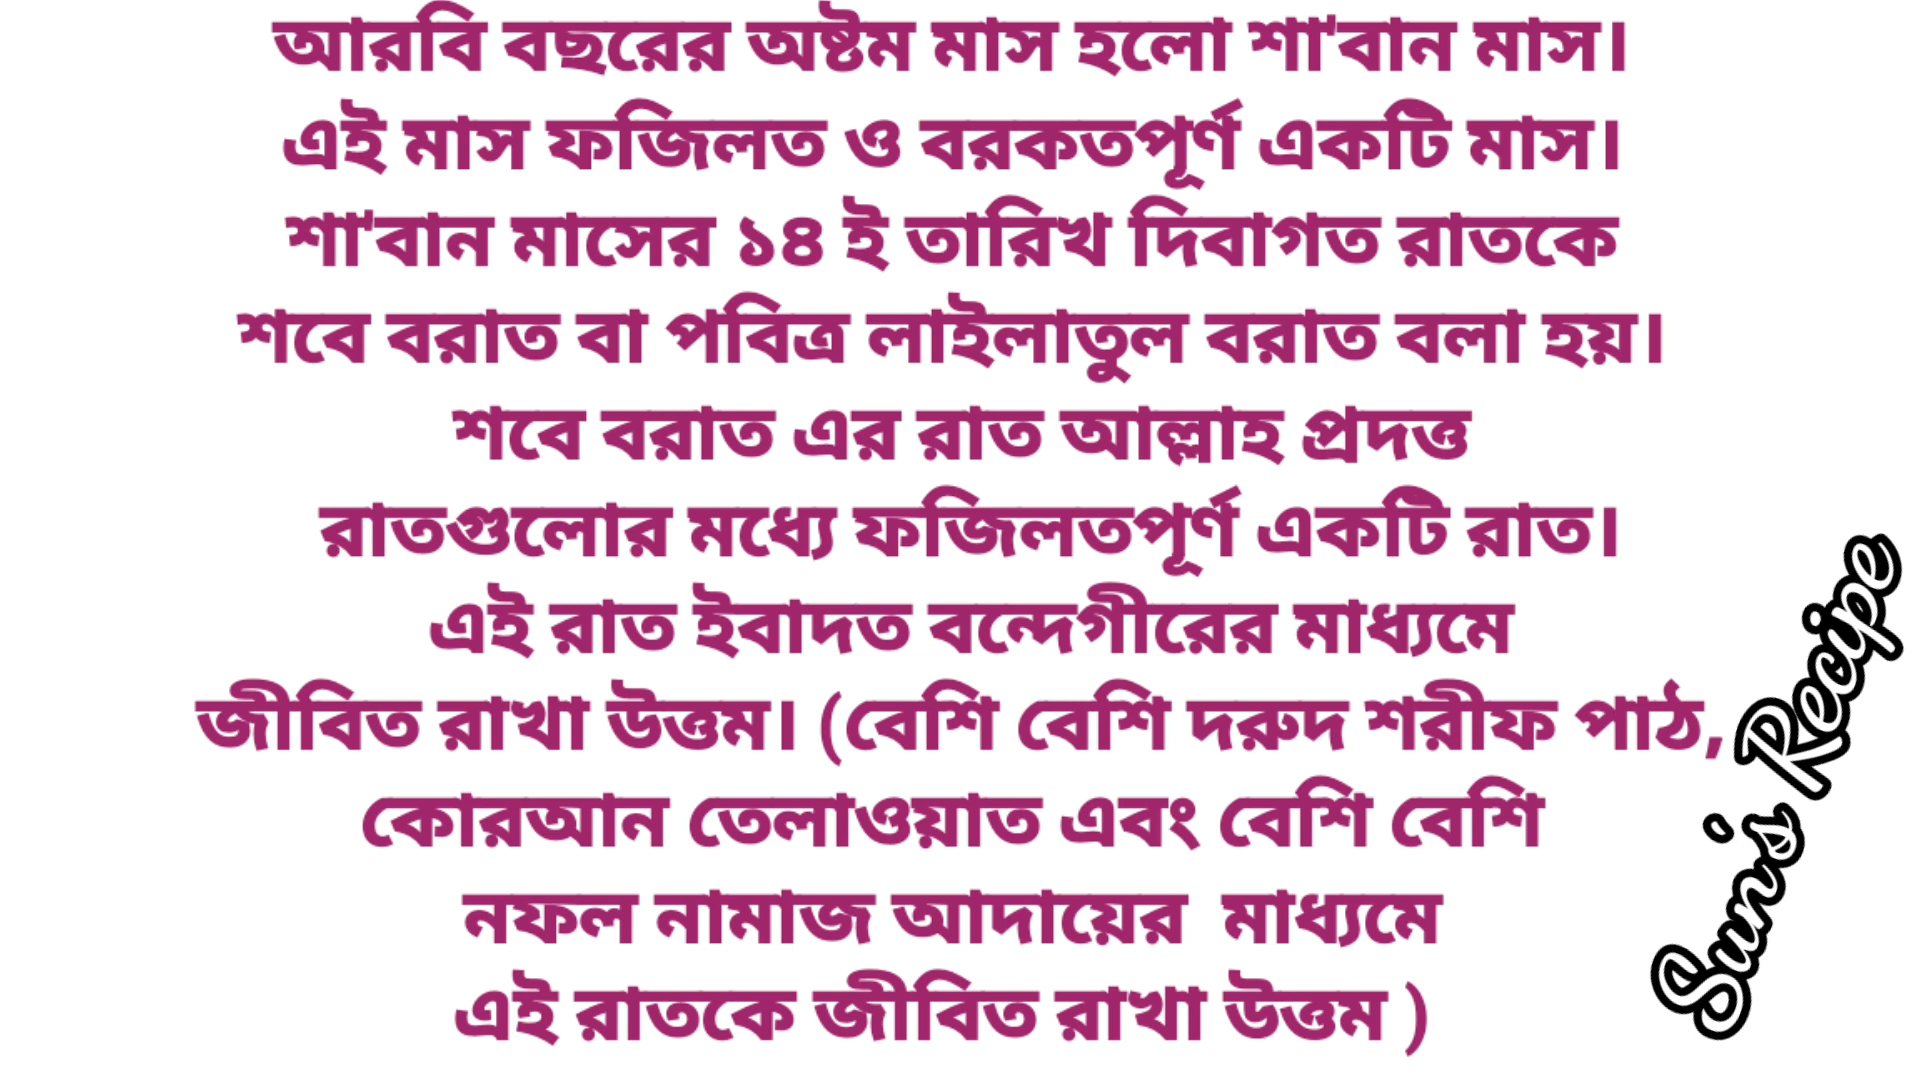 আরবি বছরের অষ্টম মাস হলো শা'বান মাস।
এই মাস ফজিলত ও বরকতপূর্ণ একটি মাস।
শা'বান মাসের ১৪ ই তারিখ দিবাগত রাতকে
শবে বরাত বা পবিত্র লাইলাতুল বরাত বলা হয়।
শবে বরাত এর রাত আল্লাহ প্রদত্ত
রাতগুলোর মধ্যে ফজিলতপূর্ণ একটি রাত।
এই রাত ইবাদত বন্দেগীরের মাধ্যমে
জীবিত রাখা উত্তম। (বেশি বেশি দরুদ শরীফ পাঠ,
কোরআন তেলাওয়াত এবং বেশি বেশি
নফল নামাজ আদায়ের মাধ্যমে
এই রাতকে জীবিত রাখা উত্তম )
Sun's Recipe